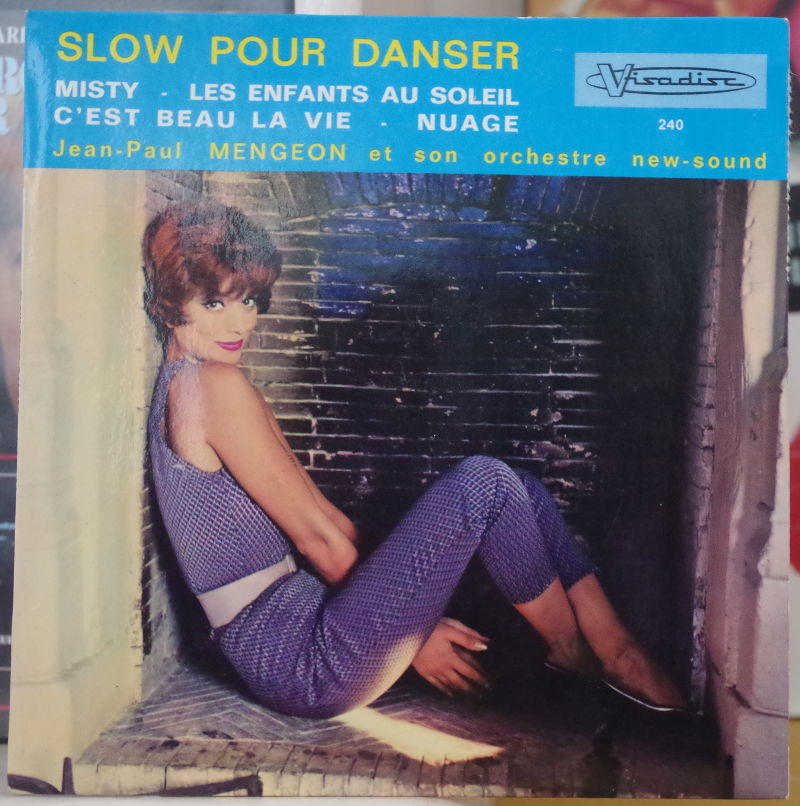 SLOW POUR DANSER
MISTY - LES ENFANTS AU SOLEIL
C'EST BEAU LA VIE - NUAGE
Jean-Paul MENGEON et son orchestre new-sound
Visadisc
240